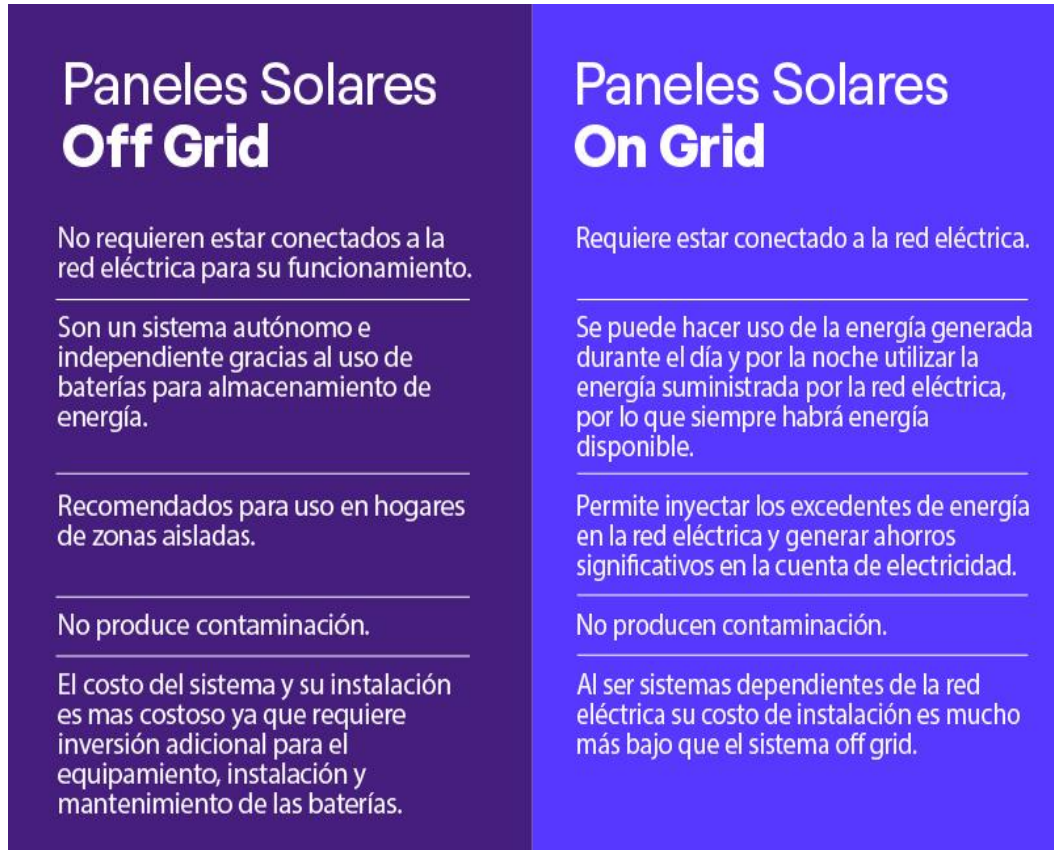 Paneles Solares
Off Grid
No requieren estar conectados a la
red eléctrica para su funcionamiento.
Son un sistema autónomo e
independiente gracias al uso de
baterías para almacenamiento de
energía.
Recomendados para uso en hogares
de zonas aisladas.
No produce contaminación.
El costo del sistema y su instalación
es mas costoso ya que requiere
inversión adicional para el
equipamiento, instalación y
mantenimiento de las baterías.
Paneles Solares
On Grid
Requiere estar conectado a la red eléctrica.
Se puede hacer uso de la energía generada
durante el día y por la noche utilizar la
energía suministrada por la red eléctrica,
por lo que siempre habrá energía
disponible.
Permite inyectar los excedentes de energía
en la red eléctrica y generar ahorros
significativos en la cuenta de electricidad.
No producen contaminación.
Al ser sistemas dependientes de la red
eléctrica su costo de instalación es mucho
más bajo que el sistema off grid.